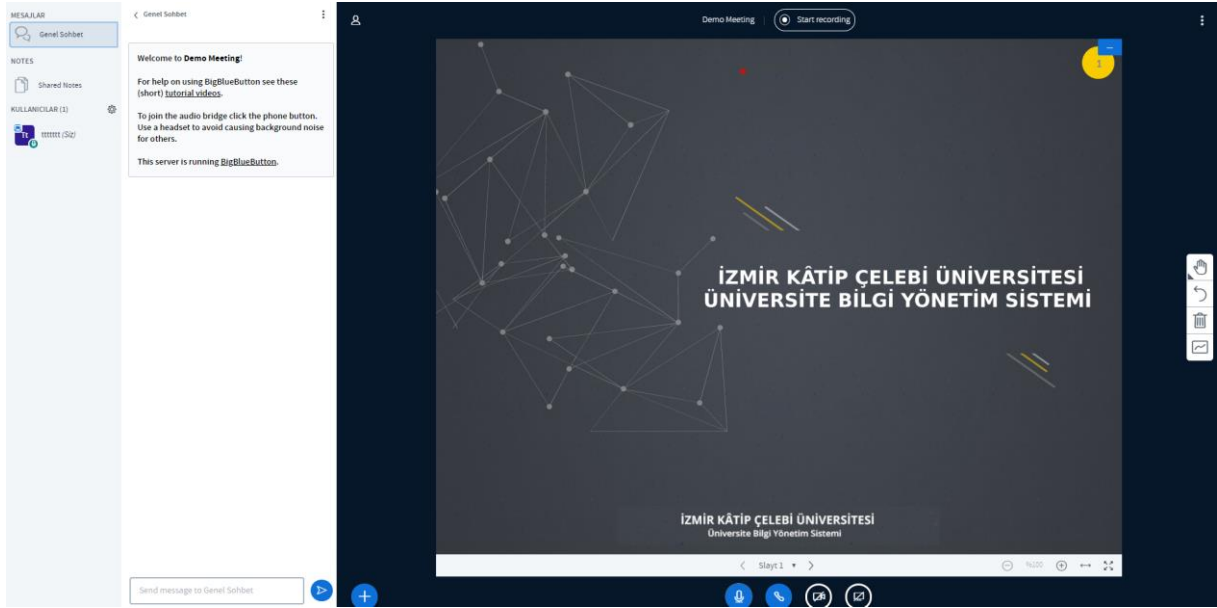 MESAJLAR
Genel Sohbet
NOTES
Shared Notes
KULLANICILAR (1)
Tt
ttttttt (Siz)
Genel Sohbet
Welcome to Demo Meeting!
For help on using BigBlueButton see these
(short) tutorial videos.
To join the audio bridge click the phone button.
Use a headset to avoid causing background noise
for others.
This server is running BigBlueButton.
Send message to Genel Sohbet
Demo Meeting
Start recording
1
İZMİR KÂTİP ÇELEBİ ÜNİVERSİTESİ
ÜNİVERSİTE BİLGİ YÖNETİM SİSTEMİ
İZMİR KÂTİP ÇELEBİ ÜNİVERSİTESİ
Üniversite Bilgi Yönetim Sistemi
Slayt 1
%100